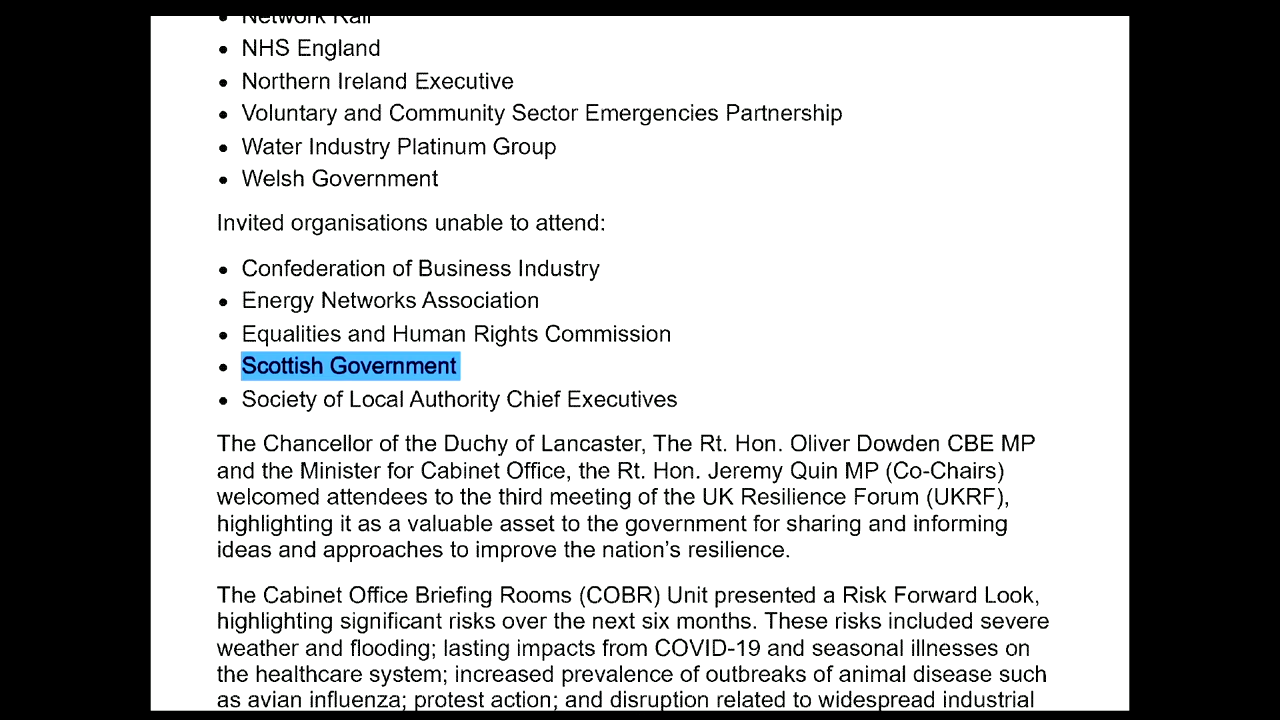 Network Rail
NHS England
Northern Ireland Executive
Voluntary and Community Sector Emergencies Partnership
Water Industry Platinum Group
Welsh Government
Invited organisations unable to attend:
Confederation of Business Industry
Energy Networks Association
Equalities and Human Rights Commission
Scottish Government
Society of Local Authority Chief Executives
The Chancellor of the Duchy of Lancaster, The Rt. Hon. Oliver Dowden CBE MP
and the Minister for Cabinet Office, the Rt. Hon. Jeremy Quin MP (Co-Chairs)
welcomed attendees to the third meeting of the UK Resilience Forum (UKRF),
highlighting it as a valuable asset to the government for sharing and informing
ideas and approaches to improve the nation’s resilience.
The Cabinet Office Briefing Rooms (COBR) Unit presented a Risk Forward Look,
highlighting significant risks over the next six months. These risks included severe
weather and flooding; lasting impacts from COVID-19 and seasonal illnesses on
the healthcare system; increased prevalence of outbreaks of animal disease such
as avian influenza; protest action; and disruption related to widespread industrial